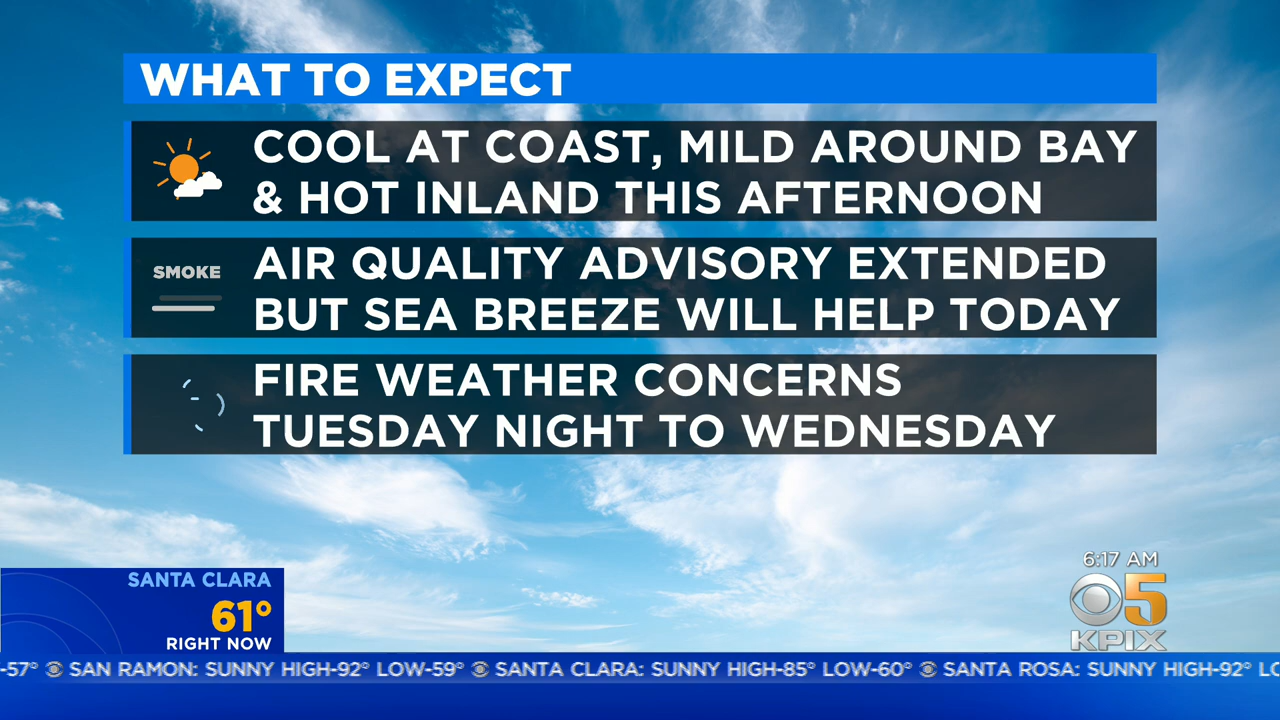 WHAT TO EXPECT
COOL AT COAST, MILD AROUND BAY
& HOT INLAND THIS AFTERNOON
SMOKE
AIR QUALITY ADVISORY EXTENDED
BUT SEA BREEZE WILL HELP TODAY
FIRE WEATHER CONCERNS
TUESDAY NIGHT TO WEDNESDAY
6:17 AM
5
KPIX
SANTA CLARA
61°
RIGHT NOW
-57° SAN RAMON: SUNNY HIGH-92° LOW-59° SANTA CLARA: SUNNY HIGH-85° LOW-60° SANTA ROSA: SUNNY HIGH-92° LO